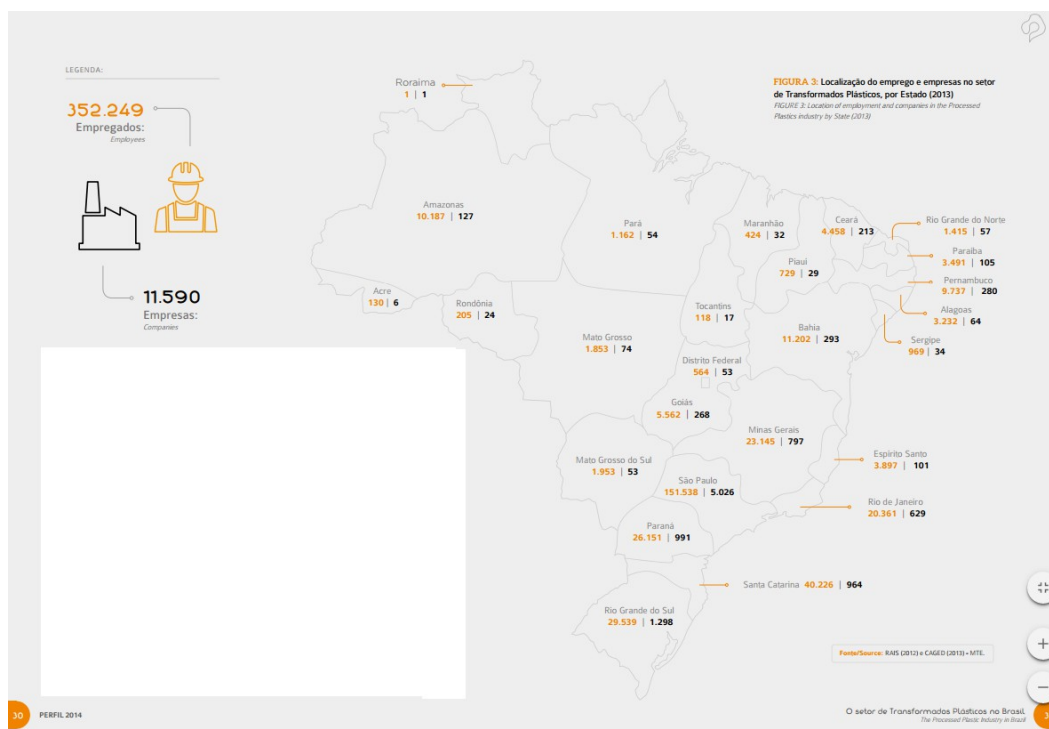 LEGENDA:
352.249
Empregados:
Employees
11.590
Empresas:
Companies
FIGURA 3: Localização do emprego e empresas no setor
de Transformados Plásticos, por Estado (2013)
FIGURE 3: Location of employment and companies in the Processed
Plastics industry by State (2013)
Roraima
1 | 1
Amazonas
10.187 | 127
Pará
1.162 | 54
Maranhão
424 | 32
Ceará
4.458 | 213
Rio Grande do Norte
1.415 | 57
Paraíba
3.491 | 105
Piauí
729 | 29
Pernambuco
9.737 | 280
Acre
130 | 6
Rondônia
205 | 24
Tocantins
118 | 17
Alagoas
3.232 | 64
Bahia
11.202 | 293
Sergipe
969 | 34
Mato Grosso
1.853 | 74
Distrito Federal
564 | 53
Goiás
5.562 | 268
Minas Gerais
23.145 | 797
Mato Grosso do Sul
1.953 | 53
Espírito Santo
3.897 | 101
São Paulo
151.538 | 5.026
Rio de Janeiro
20.361 | 629
Paraná
26.151 | 991
Santa Catarina 40.226 | 964
Rio Grande do Sul
29.539 | 1.298
Fonte/Source: RAIS (2012) e CAGED (2013) • MTE.
30 PERFIL 2014
O setor de Transformados Plásticos no Brasil
The Processed Plastic Industry in Brazil